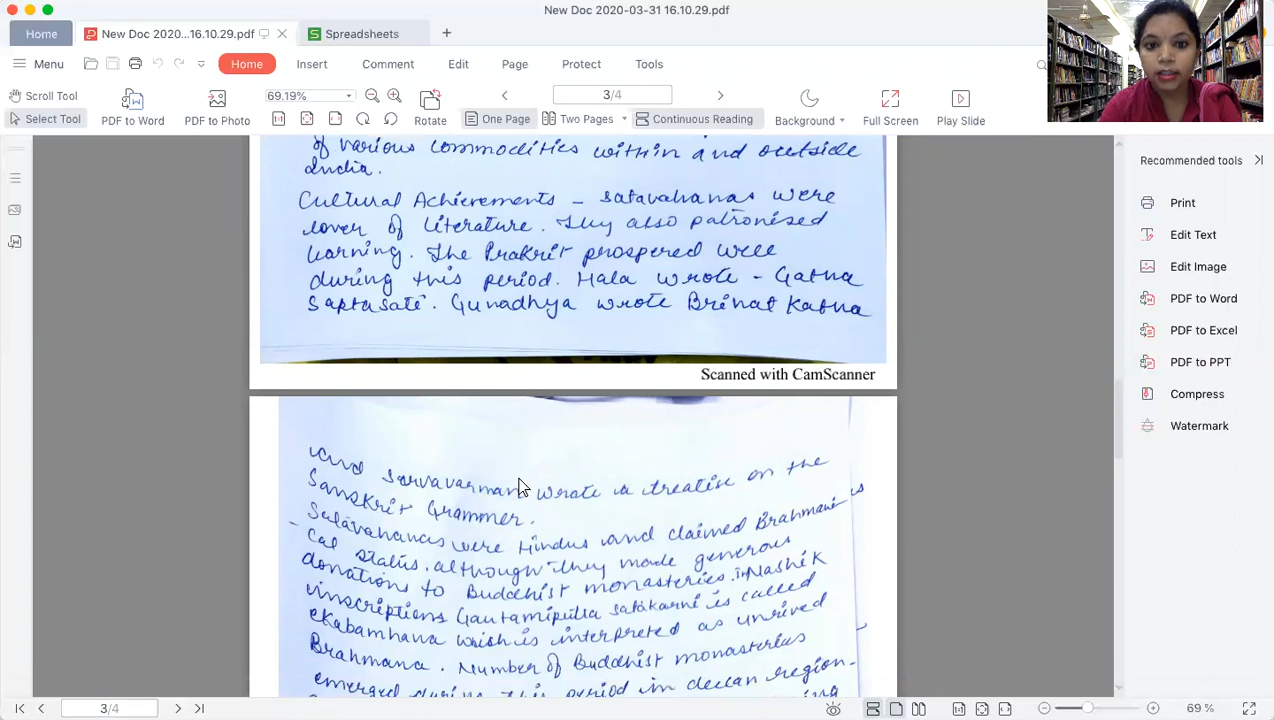 New Doc 2020-03-31 16.10.29.pdf
Home
New Doc 2020...16.10.29.pdf
Spreadsheets
Menu
Home
Insert
Comment
Edit
Page
Protect
Tools
Scroll Tool
Select Tool
PDF to Word
PDF to Photo
69.19%
Rotate
3/4
One Page
Two Pages
Continuous Reading
Background
Full Screen
Play Slide
of various commodities within and outside
India.
Cultural Achievements - Satavahanas were
lover of literature. They also patronised
learning. The Prakrit prospered well
during this period. Hala wrote - Gatha
Saptasati. Gunadhya wrote Brihat Katha
Scanned with CamScanner
and Sarvavarman wrote a treatise on the
Sanskrit Grammer.
- Satavahanas were Hindus and claimed Brahmani
cal status. although they made generous
donations to Buddhist monasteries. in Nashik
inscriptions Gautamiputra Satakarni is called
ekabamhana which is interpreted as unrived
Brahmana. Number of Buddhist monasteries
emerged during this period in deccan region.
Recommended tools
Print
Edit Text
Edit Image
PDF to Word
PDF to Excel
PDF to PPT
Compress
Watermark
3/4
69 %